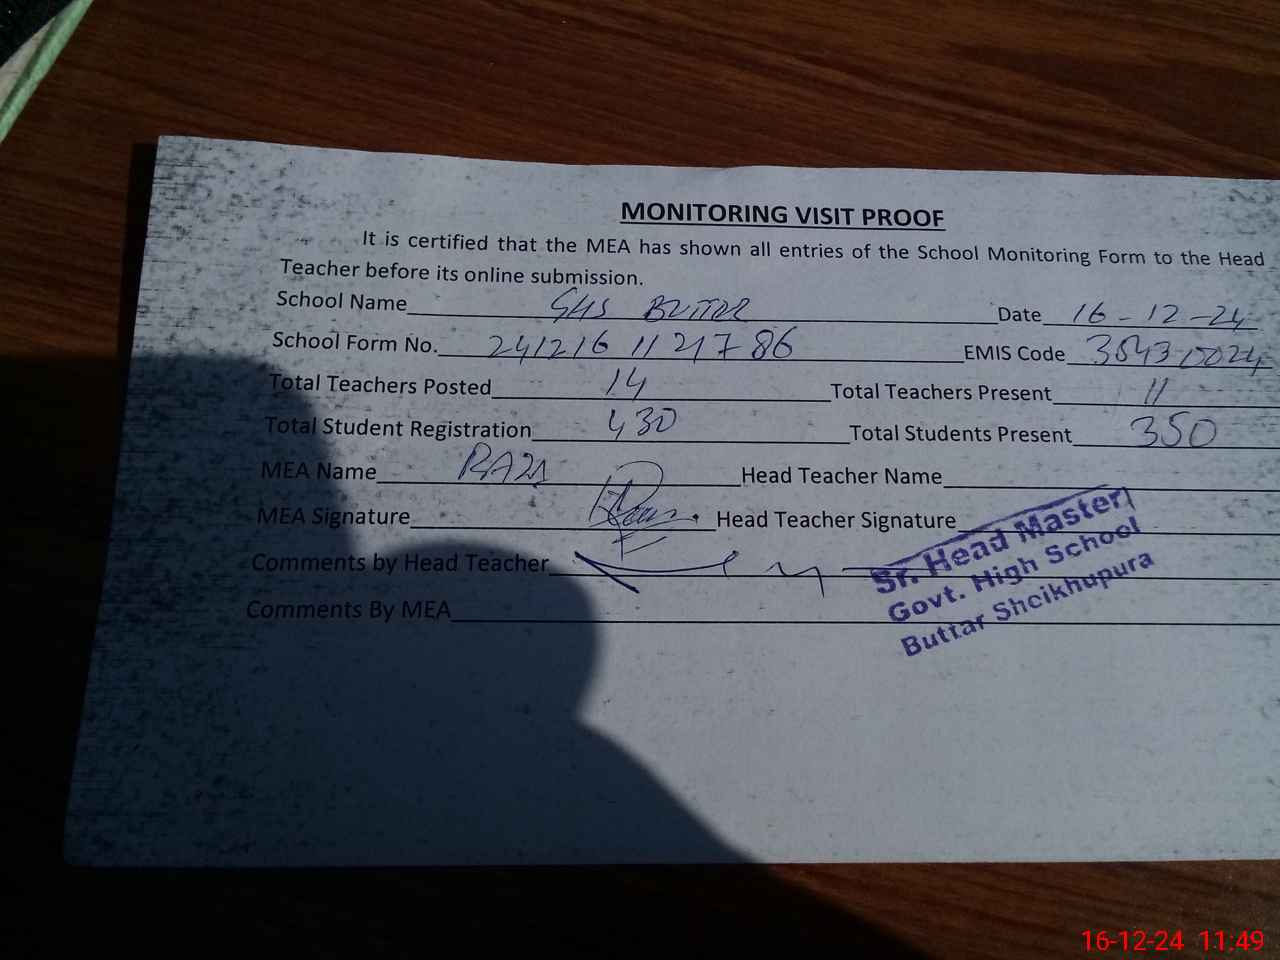 MONITORING VISIT PROOF
It is certified that the MEA has shown all entries of the School Monitoring Form to the Head
Teacher before its online submission.
School Name GHS BUTTAR Date 16-12-24
School Form No. 241216 11 21786 EMIS Code
Total Teachers Posted 14 Total Teachers Present 11
Total Student Registration 430 Total Students Present 350
MEA Name RAZA Head Teacher Name
MEA Signature Head Teacher Signature
Comments by Head Teacher
Comments By MEA
Sr. Head Master
Govt. High School
Buttar Sheikhupura
16-12-24 11:49